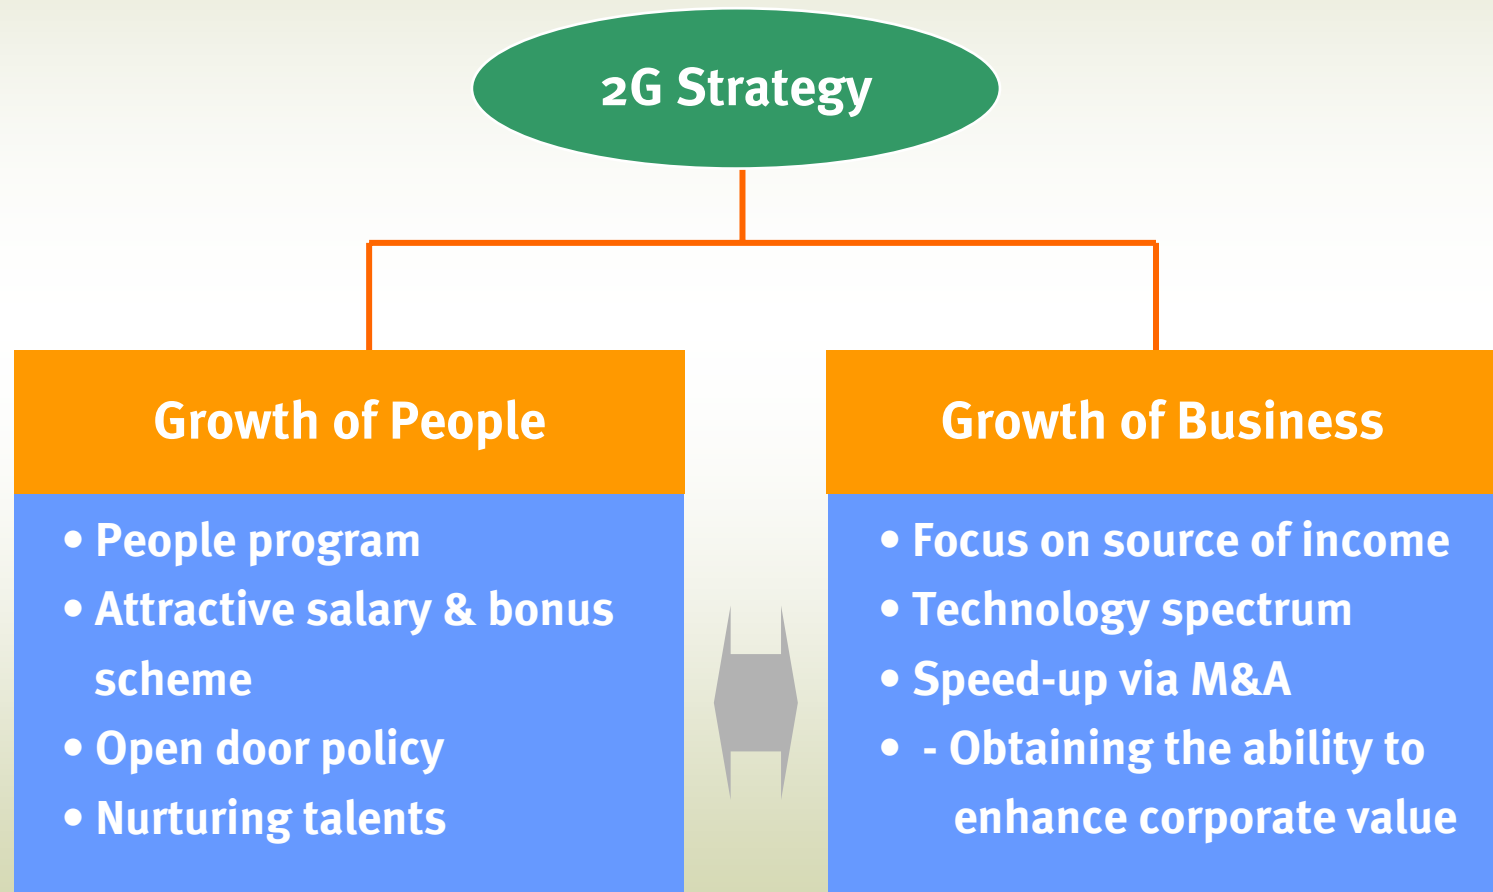 2G Strategy
Growth of People
• People program
• Attractive salary & bonus
scheme
• Open door policy
• Nurturing talents
Growth of Business
• Focus on source of income
• Technology spectrum
• Speed-up via M&A
• - Obtaining the ability to
enhance corporate value